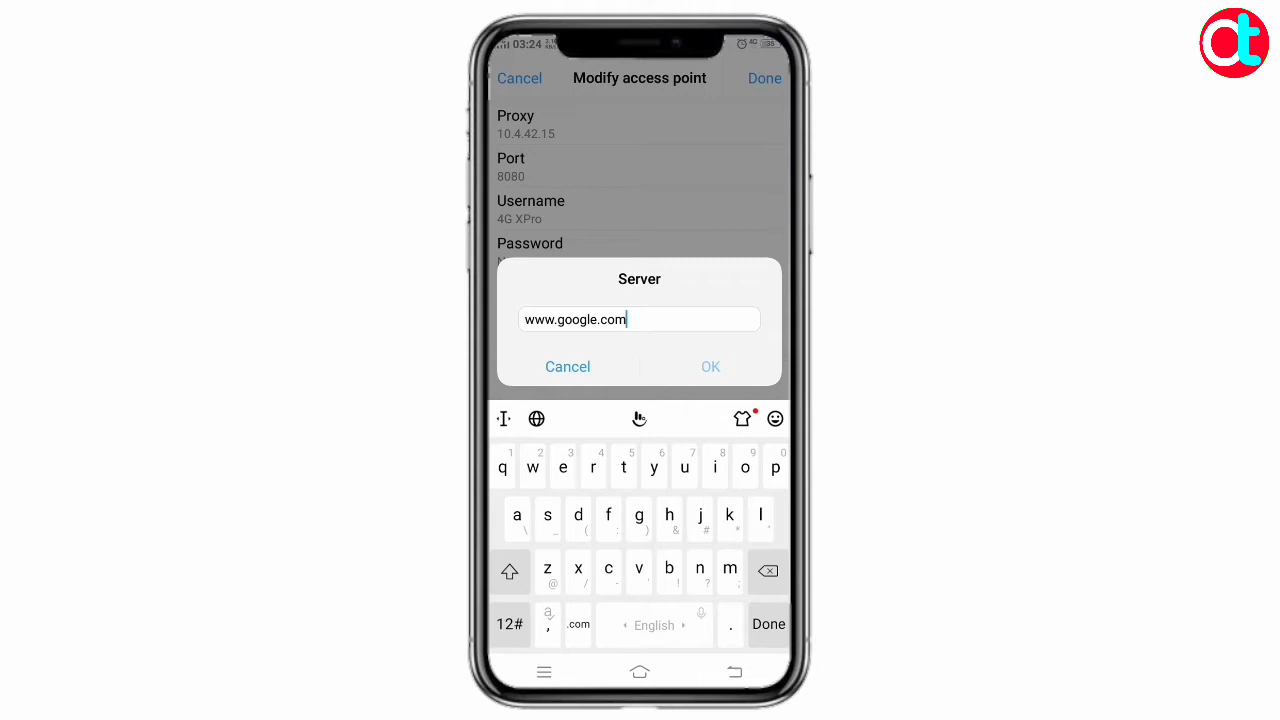 03:24
4G
85
Cancel
Modify access point
Done
Proxy
10.4.42.15
Port
8080
Username
4G XPro
Password
Server
www.google.com
Cancel
OK
1 2 3 4 5 6 7 8 9 0
q w e r t y u i o p
a s d f g h j k l
\ _ ( : ) & # * '
z x c v b n m
@ / - ' ! ? ;
12#
a
,
.com
English
.
Done